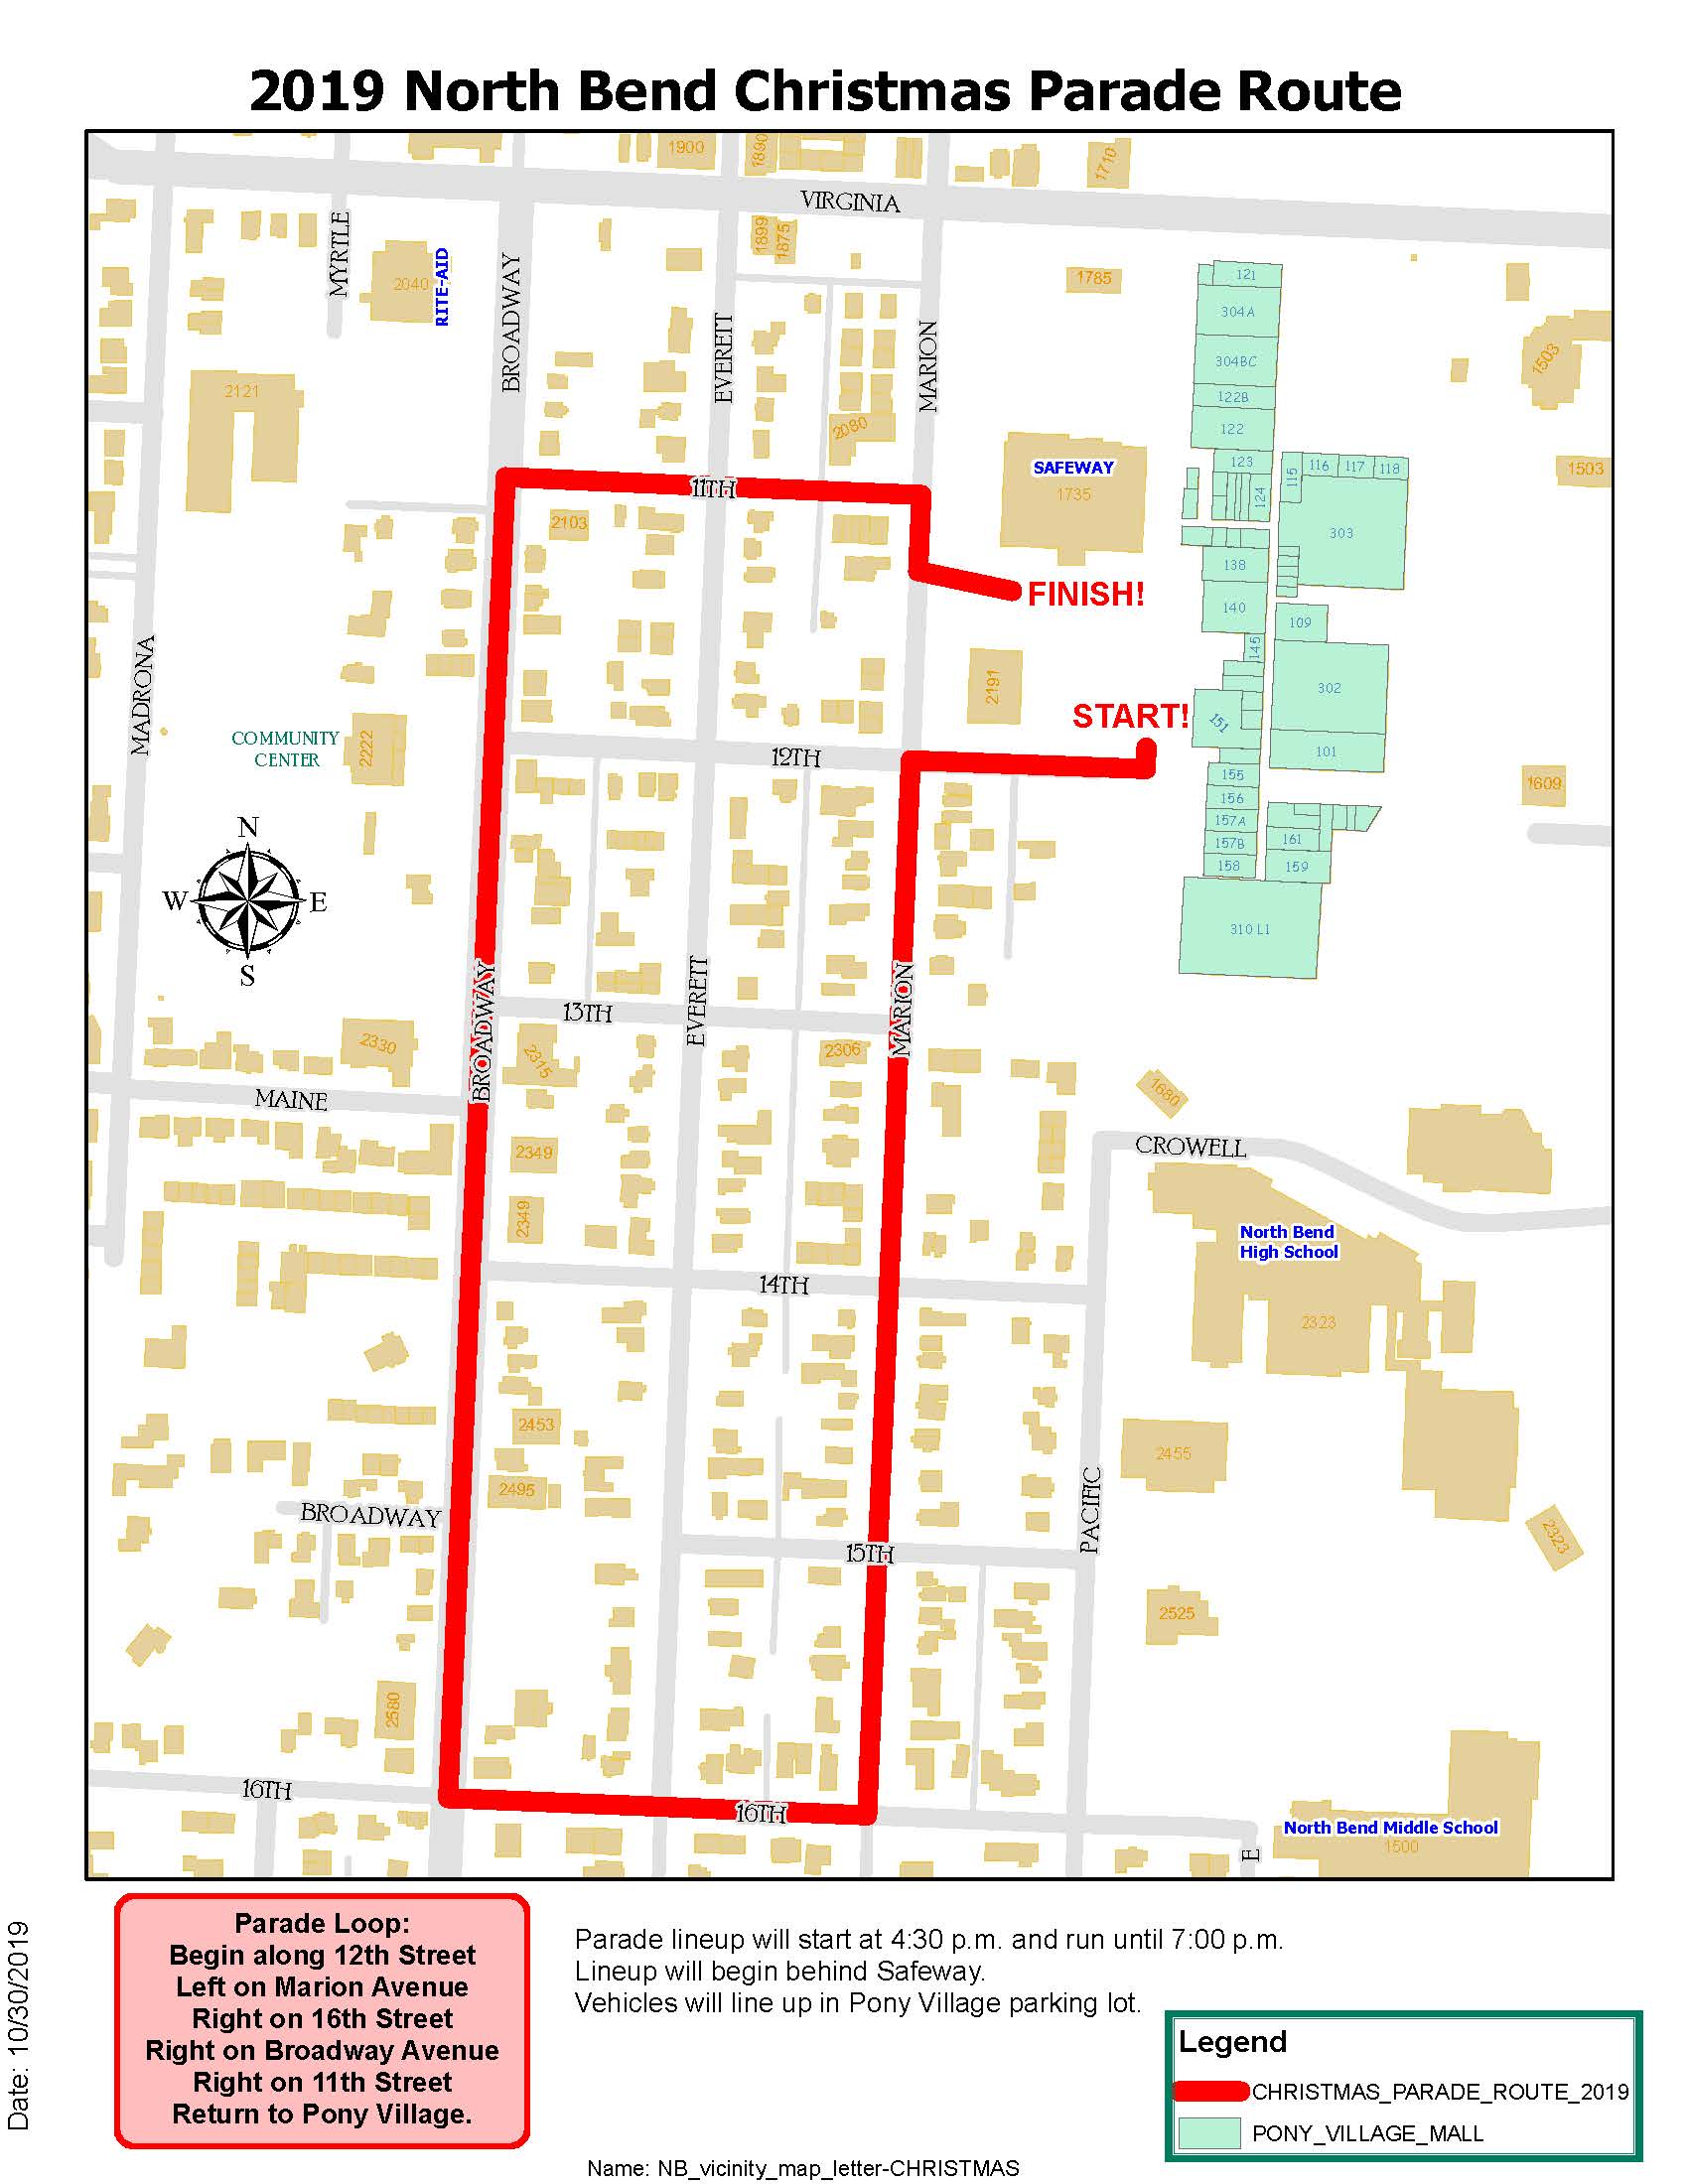 2019 North Bend Christmas Parade Route
1900
1890
1710
VIRGINIA
MYRTLE
2040
RITE-AID
BROADWAY
1899
1875
EVERETT
MARION
1785
121
304A
304BC
122B
122
123
124
115
116
117
118
303
1503
1503
2121
2080
SAFEWAY
1735
11TH
2103
138
140
145
109
302
101
151
FINISH!
START!
2191
MADRONA
COMMUNITY
CENTER
2222
12TH
155
156
157A
157B
158
161
159
310 L1
1609
N
W
E
S
BROADWAY
EVERETT
MARION
13TH
2330
2315
2306
MAINE
2349
2349
1680
CROWELL
North Bend
High School
2323
14TH
2453
2495
2455
PACIFIC
BROADWAY
15TH
2323
2525
2580
16TH
16TH
E
North Bend Middle School
1500
Parade Loop:
Begin along 12th Street
Left on Marion Avenue
Right on 16th Street
Right on Broadway Avenue
Right on 11th Street
Return to Pony Village.
Parade lineup will start at 4:30 p.m. and run until 7:00 p.m.
Lineup will begin behind Safeway.
Vehicles will line up in Pony Village parking lot.
Legend
CHRISTMAS_PARADE_ROUTE_2019
PONY_VILLAGE_MALL
Date: 10/30/2019
Name: NB_vicinity_map_letter-CHRISTMAS